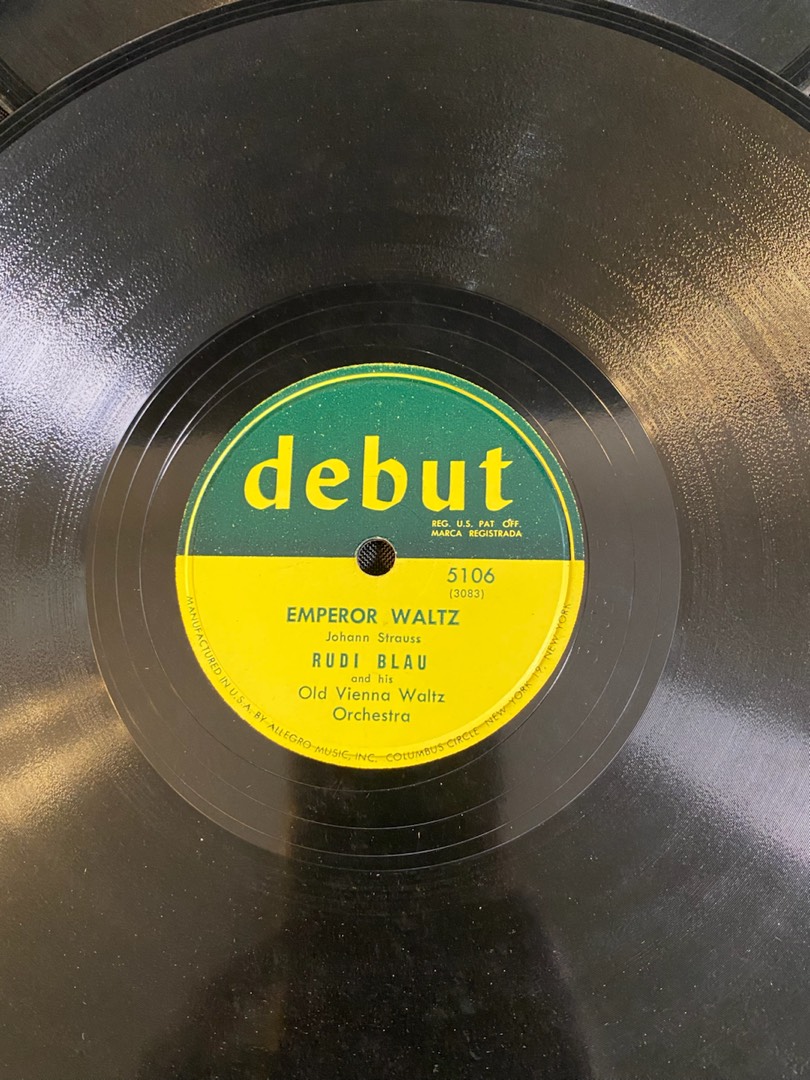 debut
REG. U.S. PAT OFF.
MARCA REGISTRADA
5106
(3083)
EMPEROR WALTZ
Johann Strauss
RUDI BLAU
and his
Old Vienna Waltz
Orchestra
MANUFACTURED IN U.S.A. BY ALLEGRO MUSIC, INC. COLUMBUS CIRCLE NEW YORK 19, NEW YORK